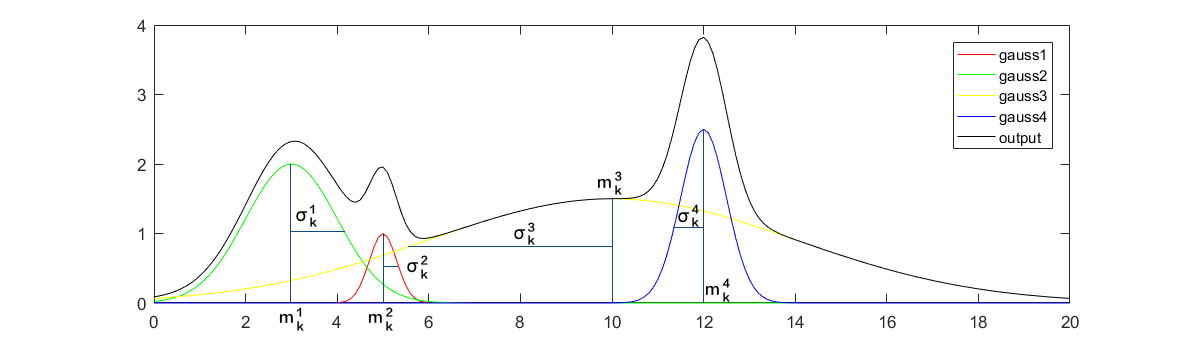 4
3
2
1
0
0 2 4 6 8 10 12 14 16 18 20
gauss1
gauss2
gauss3
gauss4
output
σ_k^1
σ_k^2
σ_k^3
σ_k^4
m_k^1
m_k^2
m_k^3
m_k^4